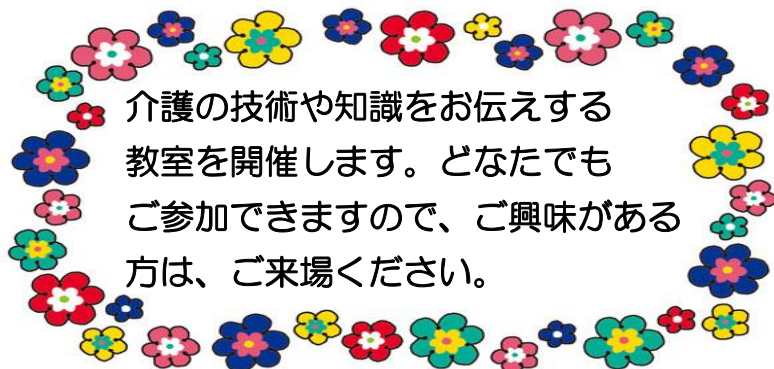 介護の技術や知識をお伝えする
教室を開催します。どなたでも
ご参加できますので、ご興味がある
方は、ご来場ください。